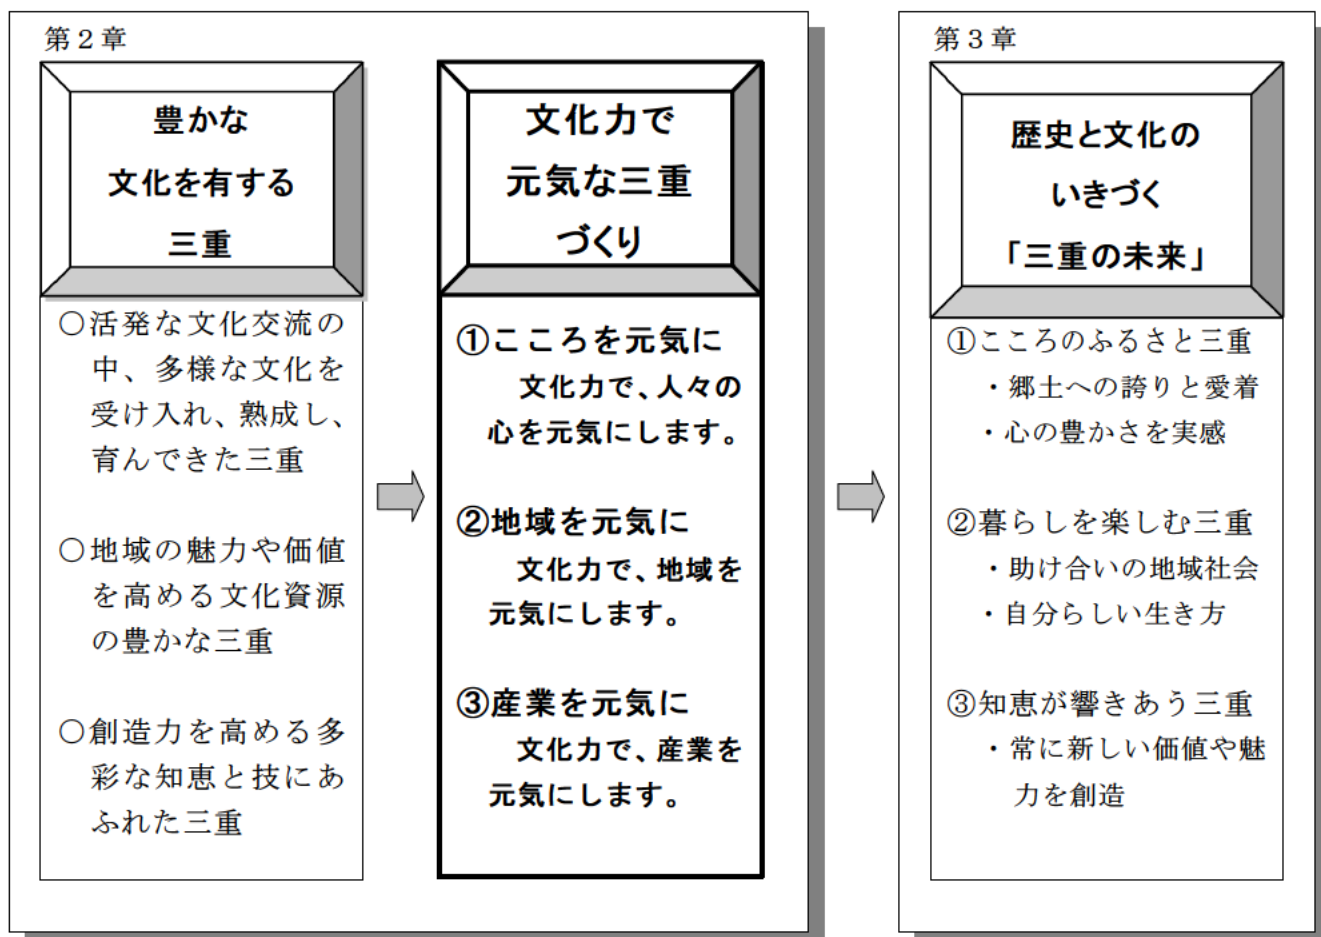 第２章
豊かな
文化を有する
三重
○活発な文化交流の
中、多様な文化を
受け入れ、熟成し、
育んできた三重
○地域の魅力や価値
を高める文化資源
の豊かな三重
○創造力を高める多
彩な知恵と技にあ
ふれた三重
文化力で
元気な三重
づくり
①こころを元気に
文化力で、人々の
心を元気にします。
②地域を元気に
文化力で、地域を
元気にします。
③産業を元気に
文化力で、産業を
元気にします。
第３章
歴史と文化の
いきづく
「三重の未来」
①こころのふるさと三重
・郷土への誇りと愛着
・心の豊かさを実感
②暮らしを楽しむ三重
・助け合いの地域社会
・自分らしい生き方
③知恵が響きあう三重
・常に新しい価値や魅
力を創造